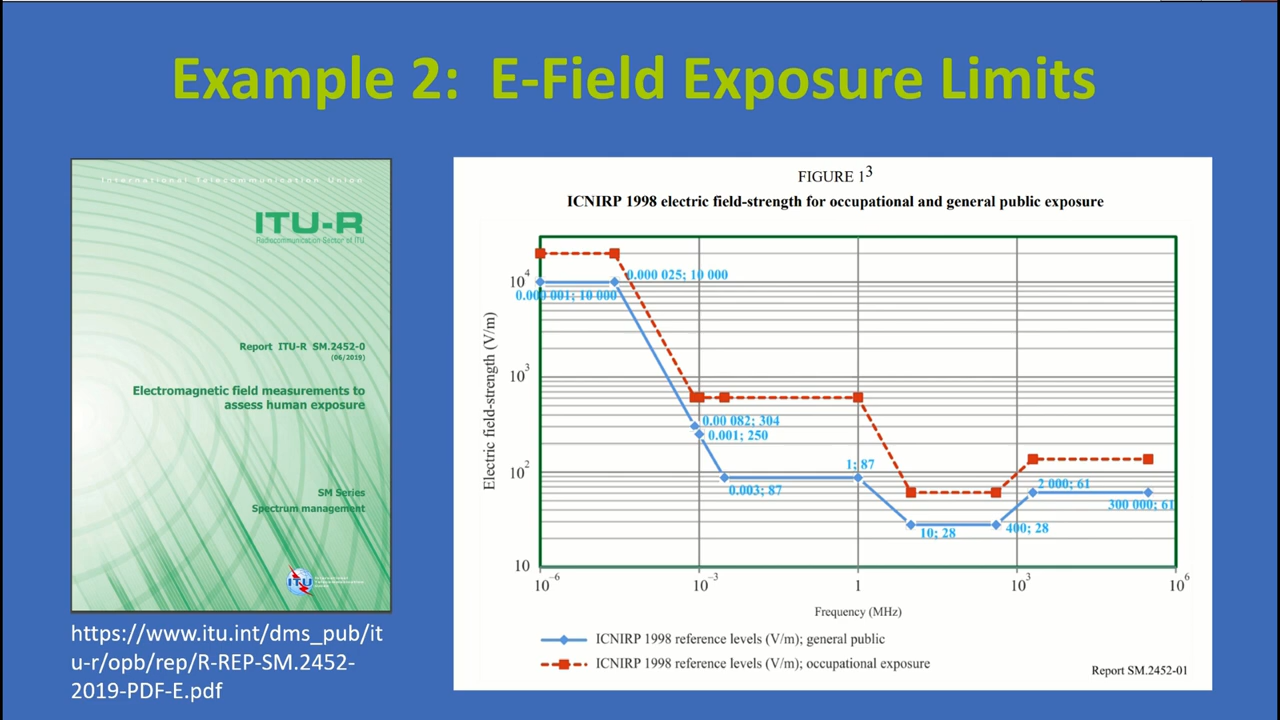 Example 2:  E-Field Exposure Limits
International Telecommunication Union
ITU-R
Radiocommunication Sector of ITU
Report ITU-R SM.2452-0
(06/2019)
Electromagnetic field measurements to
assess human exposure
SM Series
Spectrum management
ITU
International
Telecommunication
Union
https://www.itu.int/dms_pub/it
u-r/opb/rep/R-REP-SM.2452-
2019-PDF-E.pdf
FIGURE 1³
ICNIRP 1998 electric field-strength for occupational and general public exposure
Electric field-strength (V/m)
10⁴
10³
10²
10
0.000 025; 10 000
0.000 001; 10 000
0.00 082; 304
0.001; 250
0.003; 87
1; 87
10; 28
400; 28
2 000; 61
300 000; 61
10⁻⁶
10⁻³
1
10³
10⁶
Frequency (MHz)
ICNIRP 1998 reference levels (V/m); general public
ICNIRP 1998 reference levels (V/m); occupational exposure
Report SM.2452-01